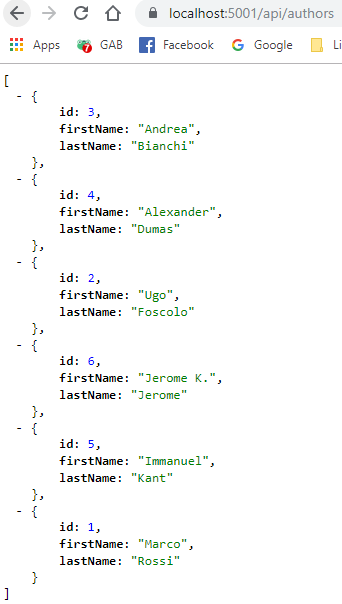 localhost:5001/api/authors
Apps GAB Facebook Google Li
[
- {
id: 3,
firstName: "Andrea",
lastName: "Bianchi"
},
- {
id: 4,
firstName: "Alexander",
lastName: "Dumas"
},
- {
id: 2,
firstName: "Ugo",
lastName: "Foscolo"
},
- {
id: 6,
firstName: "Jerome K.",
lastName: "Jerome"
},
- {
id: 5,
firstName: "Immanuel",
lastName: "Kant"
},
- {
id: 1,
firstName: "Marco",
lastName: "Rossi"
}
]